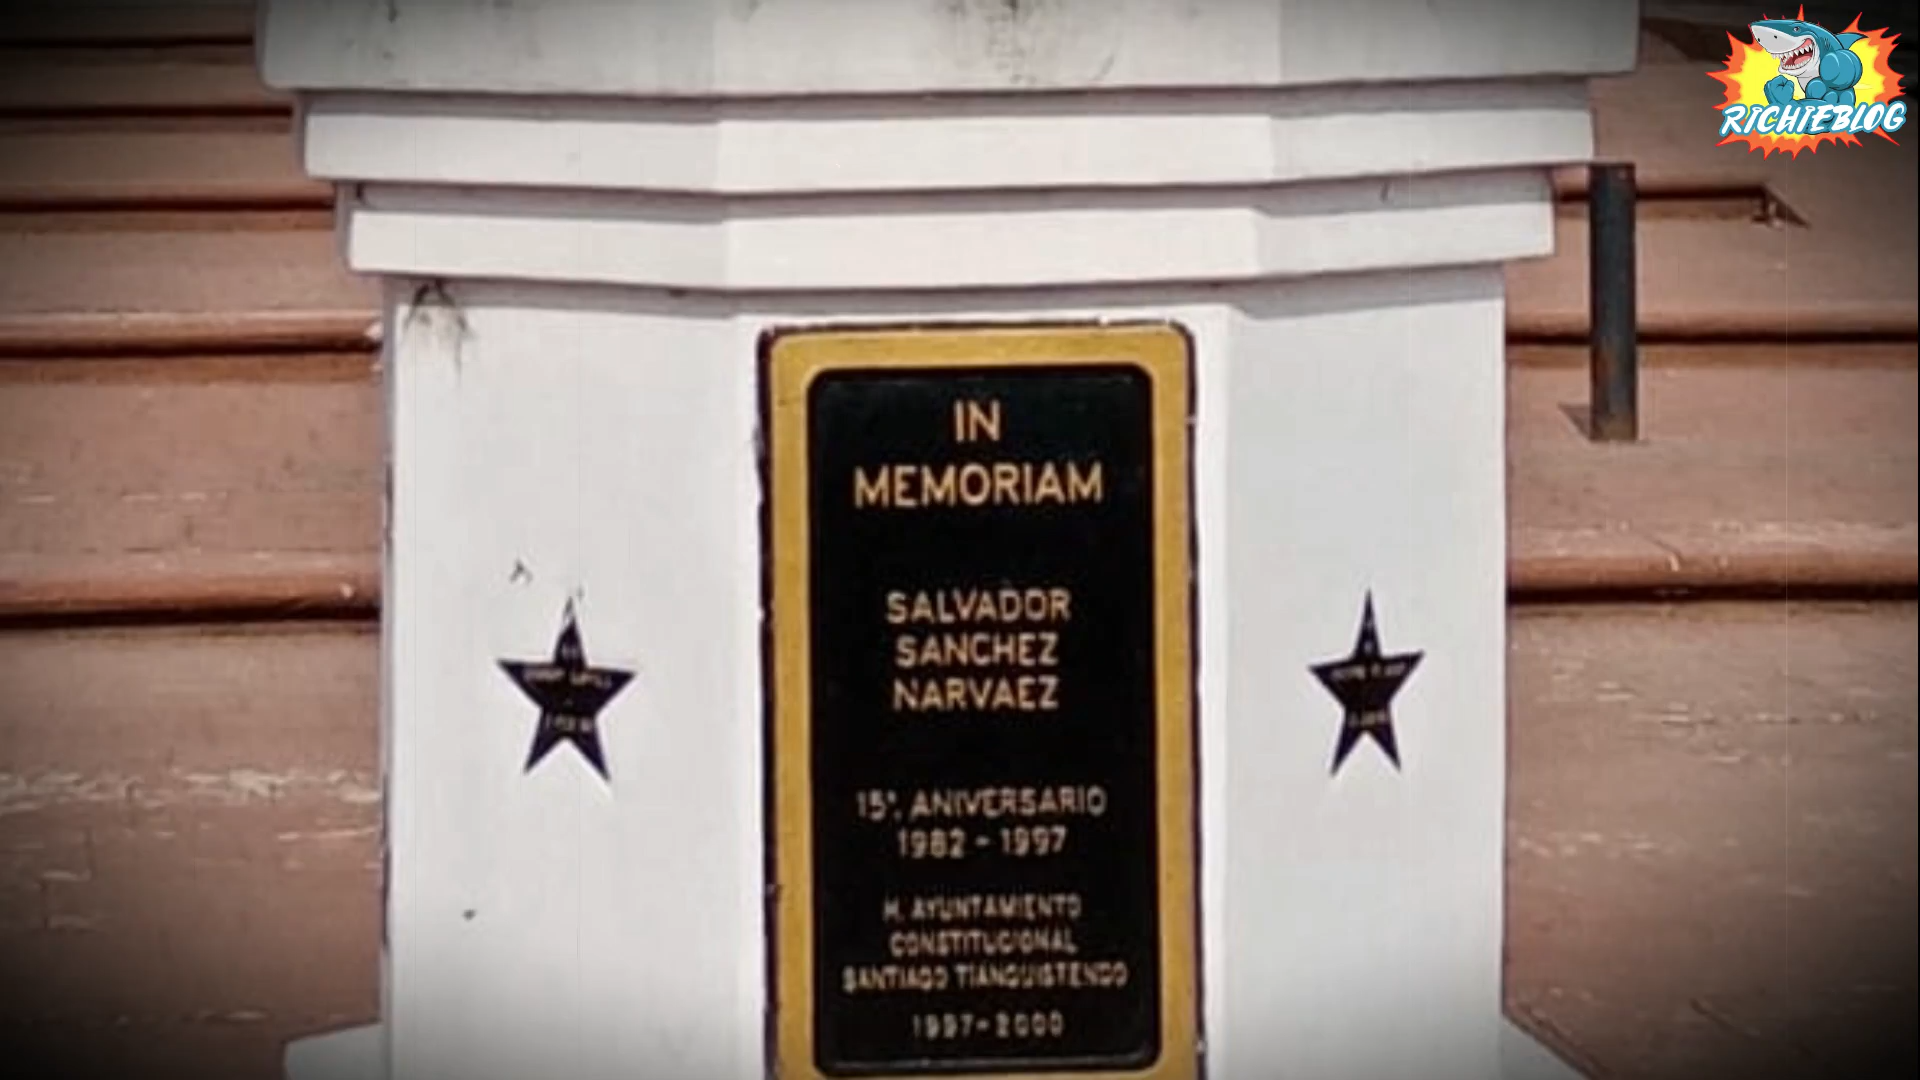 RICHIEBLOG
IN
MEMORIAM
SALVADOR
SANCHEZ
NARVAEZ
15°. ANIVERSARIO
1982 - 1997
H. AYUNTAMIENTO
CONSTITUCIONAL
SANTIAGO TIANGUISTENCO
1997-2000